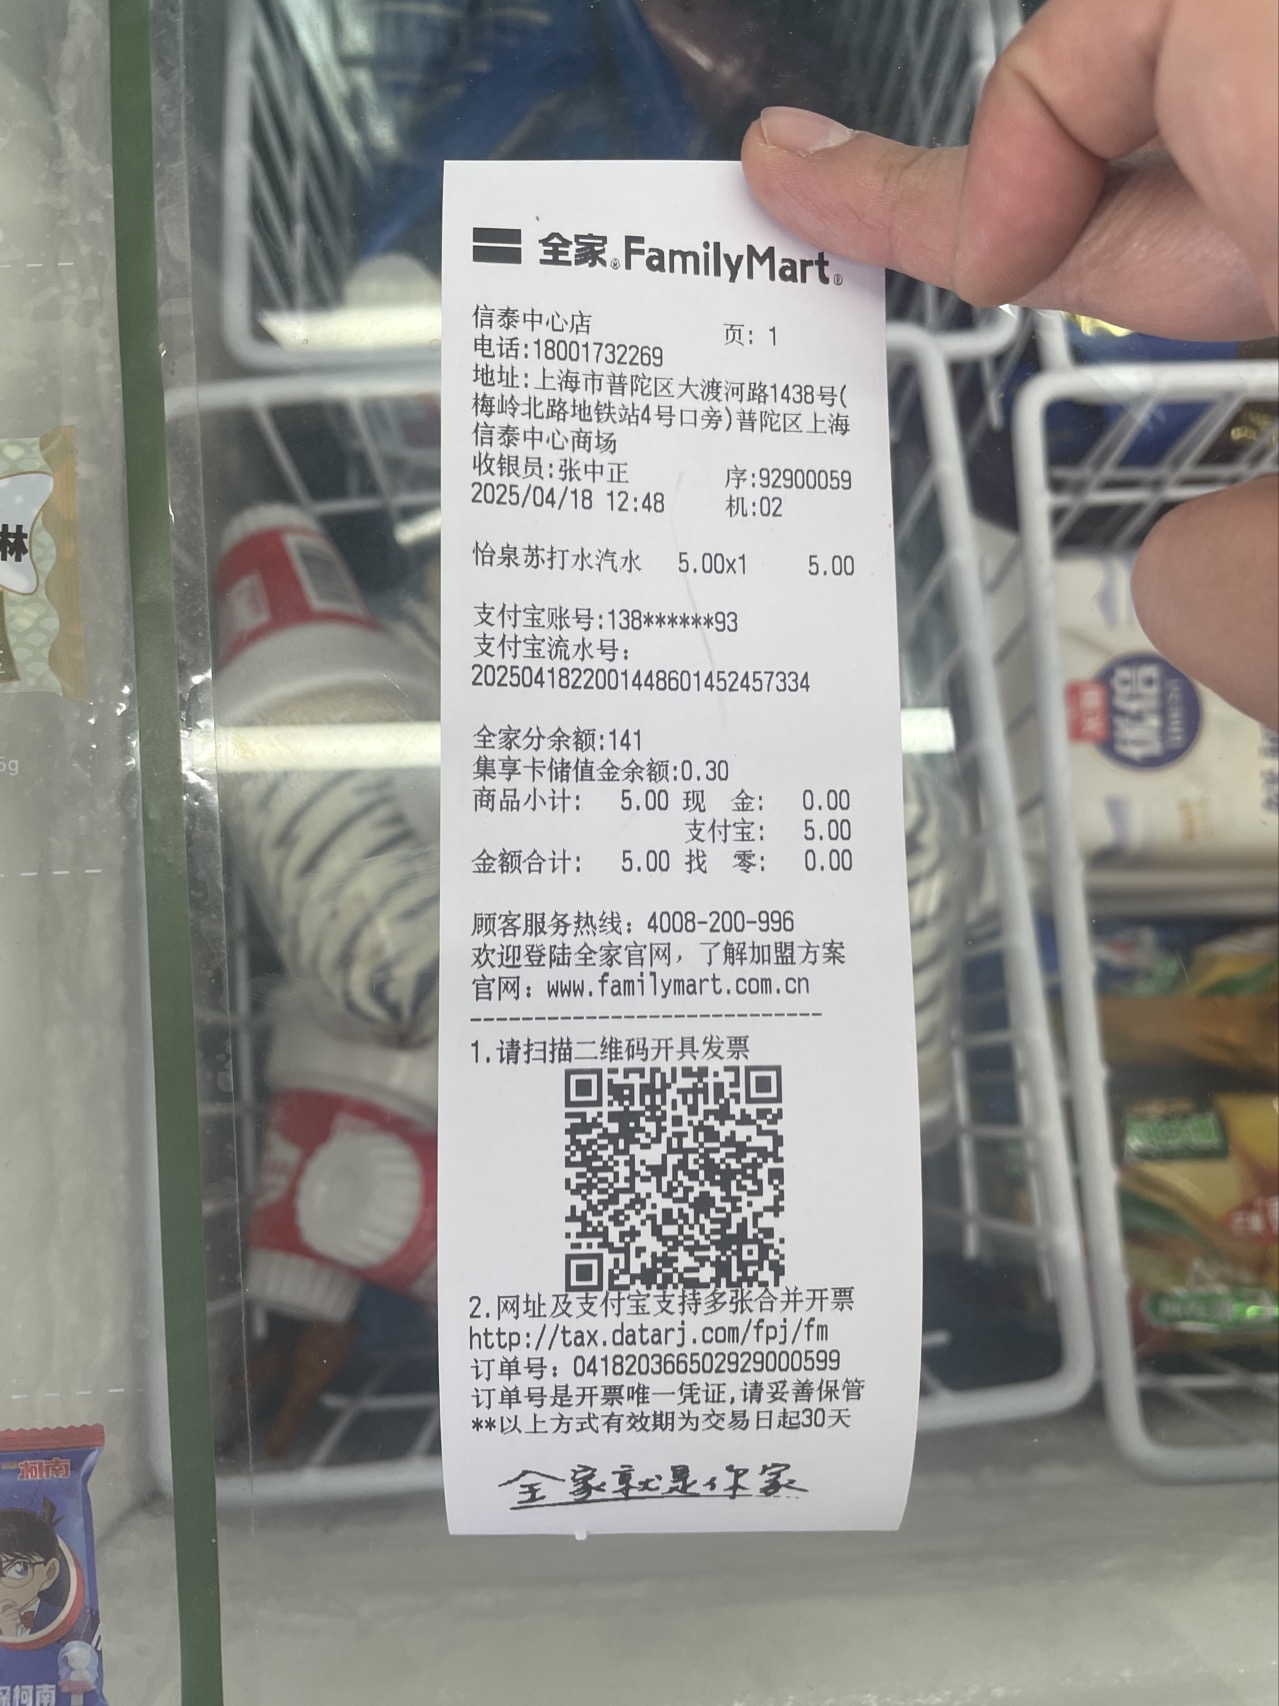 全家®FamilyMart®
信泰中心店 页: 1
电话:18001732269
地址:上海市普陀区大渡河路1438号(
梅岭北路地铁站4号口旁)普陀区上海
信泰中心商场
收银员:张中正 序:92900059
2025/04/18 12:48 机:02
怡泉苏打水汽水 5.00x1 5.00
支付宝账号:138******93
支付宝流水号:
2025041822001448601452457334
全家分余额:141
集享卡储值金余额:0.30
商品小计: 5.00 现 金: 0.00
支付宝: 5.00
金额合计: 5.00 找 零: 0.00
顾客服务热线: 4008-200-996
欢迎登陆全家官网，了解加盟方案
官网: www.familymart.com.cn
----------------------------
1.请扫描二维码开具发票
2.网址及支付宝支持多张合并开票
http://tax.datarj.com/fpj/fm
订单号: 041820366502929000599
订单号是开票唯一凭证,请妥善保管
**以上方式有效期为交易日起30天
全家就是你家
林
优倍
柯南
柯南